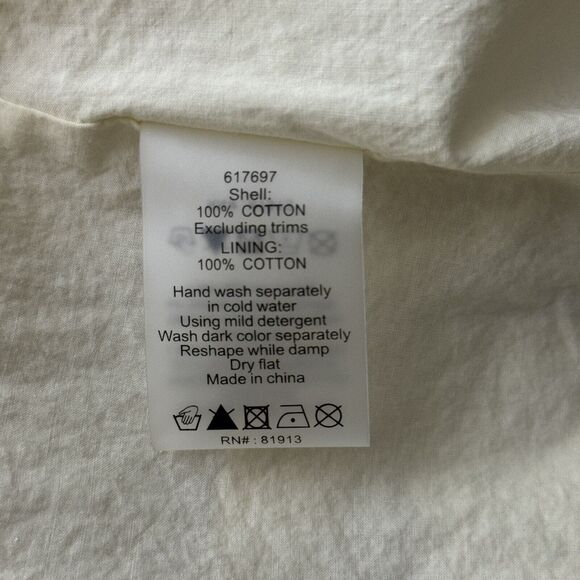 617697
Shell:
100% COTTON
Excluding trims
LINING:
100% COTTON
Hand wash separately
in cold water
Using mild detergent
Wash dark color separately
Reshape while damp
Dry flat
Made in china
RN# : 81913